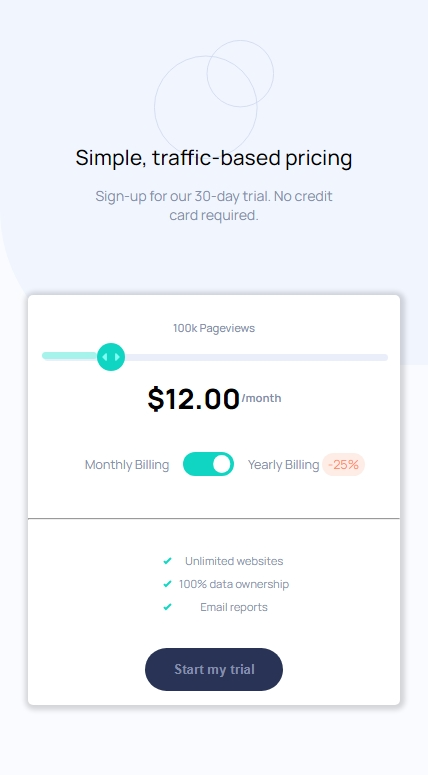 Simple, traffic-based pricing
Sign-up for our 30-day trial. No credit
card required.
100k Pageviews
$12.00/month
Monthly Billing Yearly Billing -25%
Unlimited websites
100% data ownership
Email reports
Start my trial